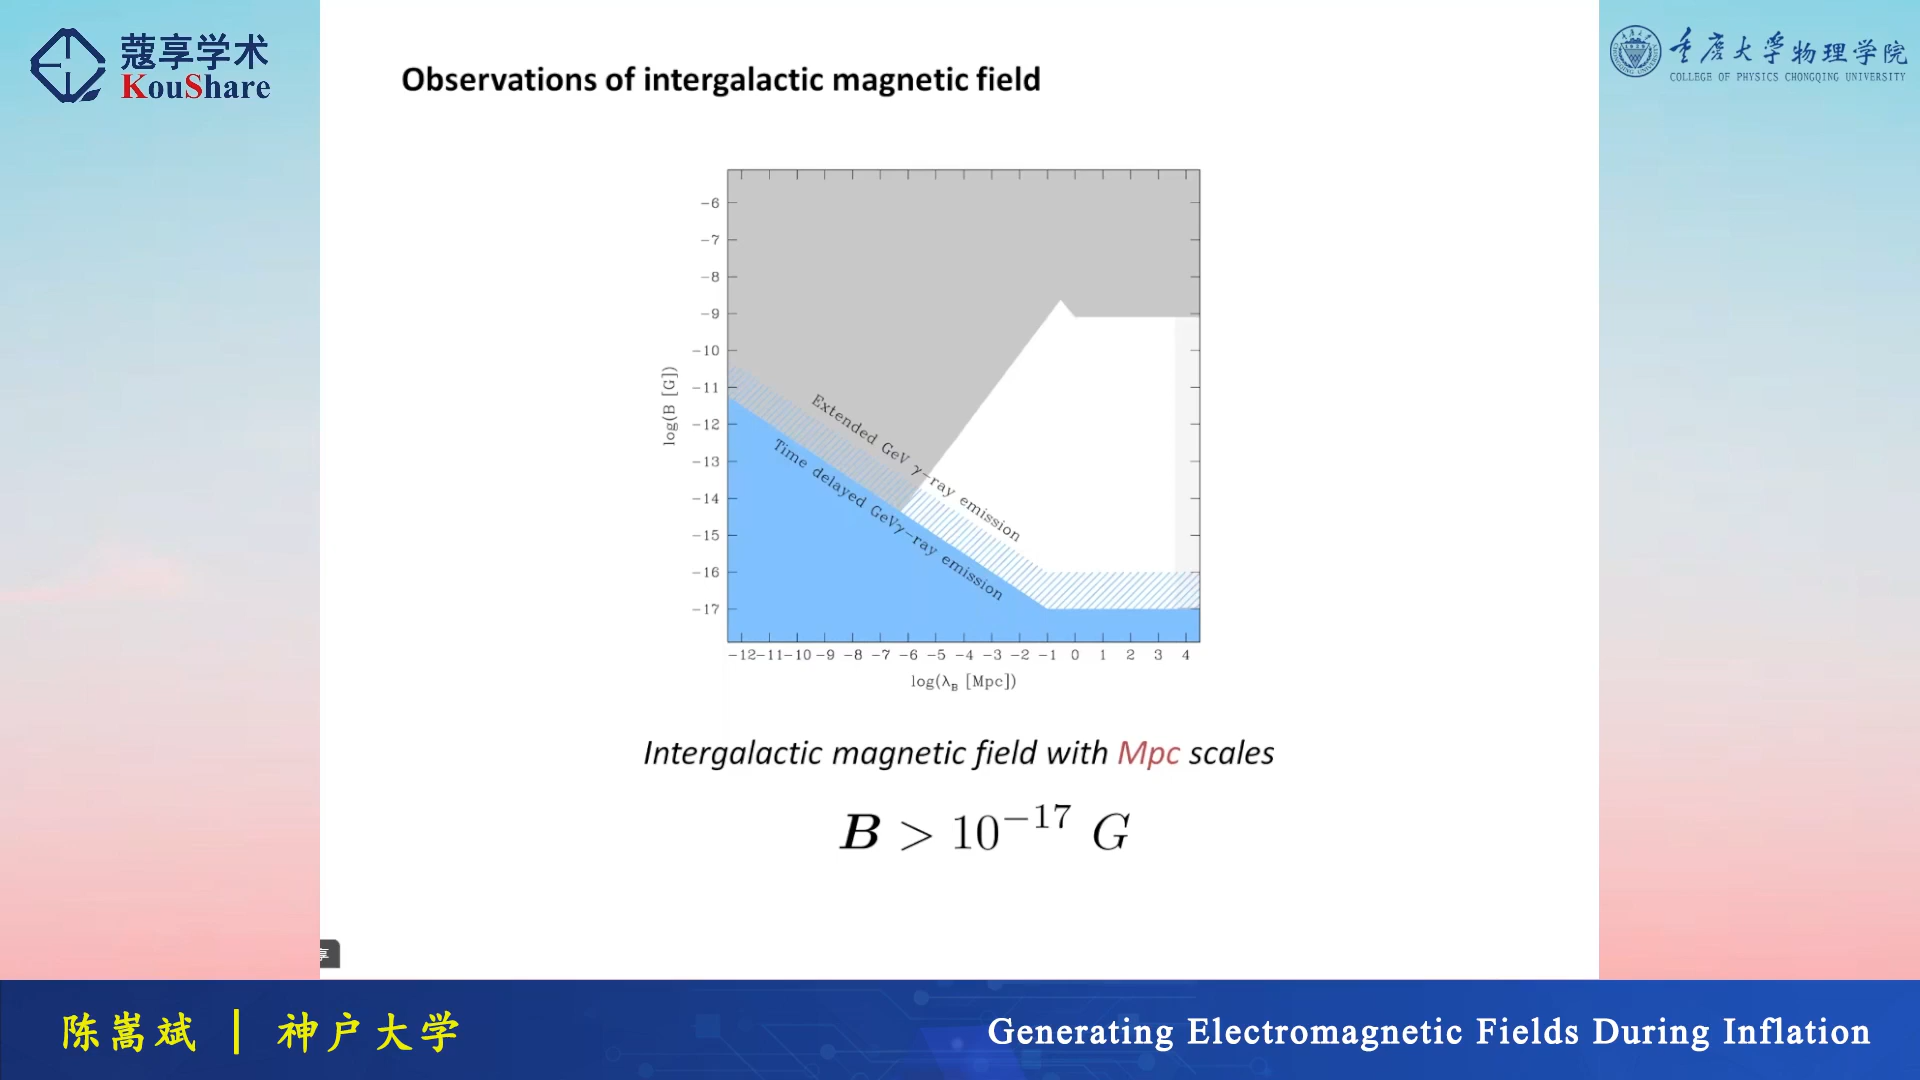 蔻享学术
KouShare
重庆大学物理学院
COLLEGE OF PHYSICS CHONGQING UNIVERSITY
Observations of intergalactic magnetic field
−6
−7
−8
−9
−10
−11
−12
−13
−14
−15
−16
−17
log(B [G])
Extended GeV γ−ray emission
Time delayed GeVγ−ray emission
−12−11−10 −9 −8 −7 −6 −5 −4 −3 −2 −1 0 1 2 3 4
log(λ_B [Mpc])
Intergalactic magnetic field with Mpc scales
B > 10^{−17} G
享
陈嵩斌 | 神户大学
Generating Electromagnetic Fields During Inflation